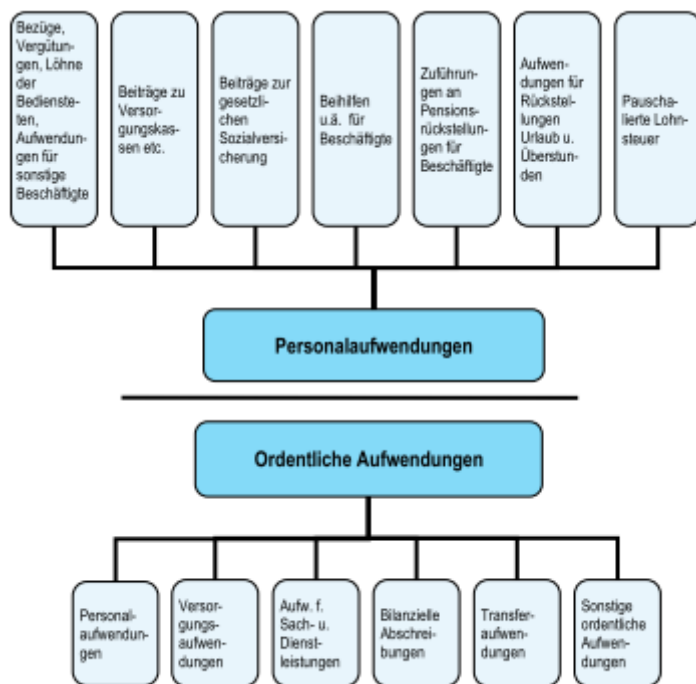 Bezüge,
Vergütun-
gen, Löhne
der
Bedienste-
ten,
Aufwendun-
gen für
sonstige
Beschäftigte
Beiträge zu
Versor-
gungskas-
sen etc.
Beiträge zur
gesetzli-
chen
Sozialversi-
cherung
Beihilfen
u.ä. für
Beschäftigte
Zuführun-
gen an
Pensions-
rückstellun-
gen für
Beschäftigte
Aufwen-
dungen für
Rückstel-
lungen
Urlaub u.
Überstun-
den
Pauscha-
lierte Lohn-
steuer
Personalaufwendungen
Ordentliche Aufwendungen
Personal-
aufwendun-
gen
Versor-
gungs-
aufwen-
dungen
Aufw. f.
Sach- u.
Dienst-
leistungen
Bilanzielle
Abschrei-
bungen
Transfer-
aufwen-
dungen
Sonstige
ordentliche
Aufwen-
dungen